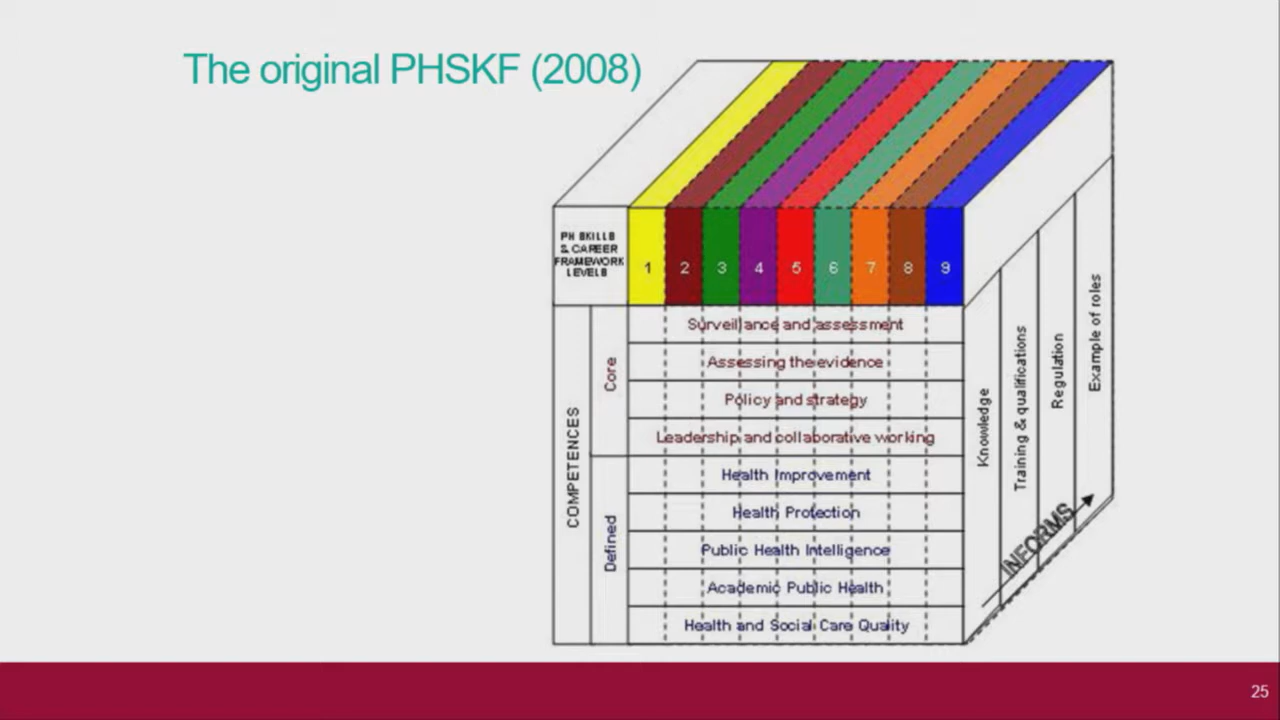 The original PHSKF (2008)
PH SKILLS
& CAREER
FRAMEWORK
LEVELS
1 2 3 4 5 6 7 8 9
COMPETENCES
Core
Surveillance and assessment
Assessing the evidence
Policy and strategy
Leadership and collaborative working
Defined
Health Improvement
Health Protection
Public Health Intelligence
Academic Public Health
Health and Social Care Quality
Knowledge
Training & qualifications
Regulation
Example of roles
INFORMS
25